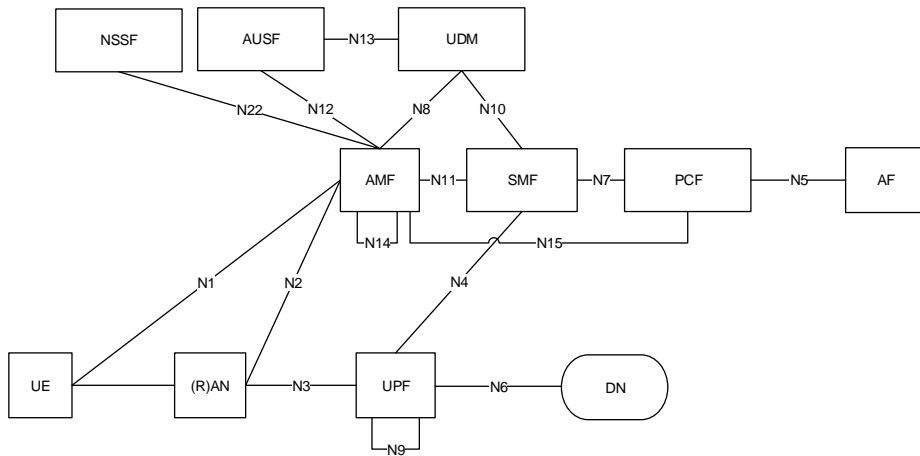 NSSF
AUSF
N13
UDM
N22
N12
N8
N10
AMF
N11
SMF
N7
PCF
N5
AF
N14
N15
N1
N2
N4
UE
(R)AN
N3
UPF
N6
DN
N9